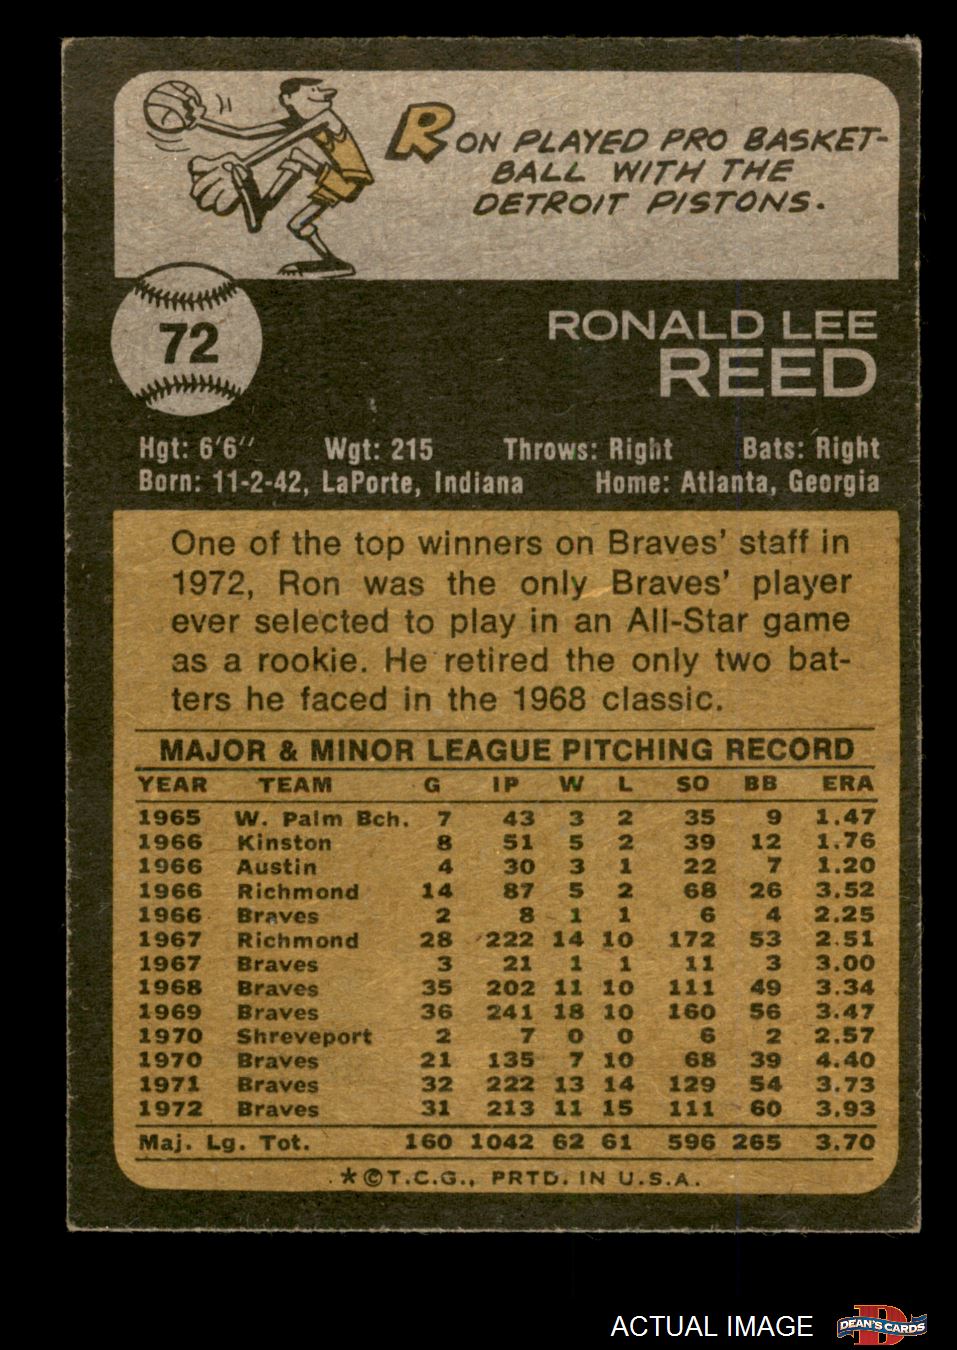 RON PLAYED PRO BASKET-
BALL WITH THE
DETROIT PISTONS.
72
RONALD LEE
REED
Hgt: 6'6" Wgt: 215 Throws: Right Bats: Right
Born: 11-2-42, LaPorte, Indiana Home: Atlanta, Georgia
One of the top winners on Braves' staff in
1972, Ron was the only Braves' player
ever selected to play in an All-Star game
as a rookie. He retired the only two bat-
ters he faced in the 1968 classic.
MAJOR & MINOR LEAGUE PITCHING RECORD
YEAR TEAM G IP W L SO BB ERA
1965 W. Palm Bch. 7 43 3 2 35 9 1.47
1966 Kinston 8 51 5 2 39 12 1.76
1966 Austin 4 30 3 1 22 7 1.20
1966 Richmond 14 87 5 2 68 26 3.52
1966 Braves 2 8 1 1 6 4 2.25
1967 Richmond 28 222 14 10 172 53 2.51
1967 Braves 3 21 1 1 11 3 3.00
1968 Braves 35 202 11 10 111 49 3.34
1969 Braves 36 241 18 10 160 56 3.47
1970 Shreveport 2 7 0 0 6 2 2.57
1970 Braves 21 135 7 10 68 39 4.40
1971 Braves 32 222 13 14 129 54 3.73
1972 Braves 31 213 11 15 111 60 3.93
Maj. Lg. Tot. 160 1042 62 61 596 265 3.70
*©T.C.G., PRTD. IN U.S.A.
ACTUAL IMAGE
D
DEAN'S CARDS